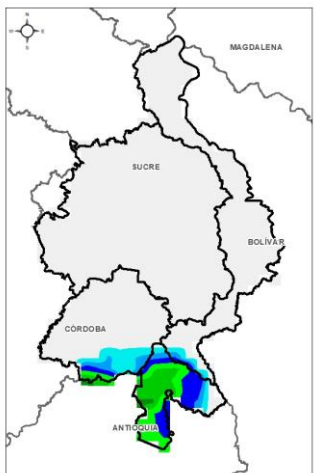 N
W
E
S
MAGDALENA
SUCRE
BOLÍVAR
CÓRDOBA
ANTIOQUIA